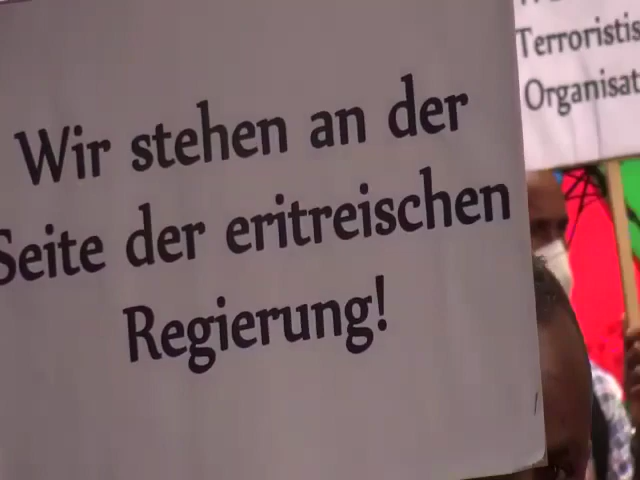 Wir stehen an der
Seite der eritreischen
Regierung!
Terroristis
Organisat